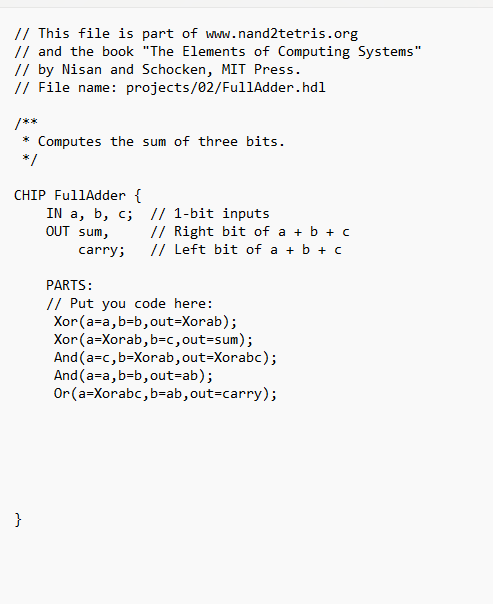 // This file is part of www.nand2tetris.org
// and the book "The Elements of Computing Systems"
// by Nisan and Schocken, MIT Press.
// File name: projects/02/FullAdder.hdl
/**
* Computes the sum of three bits.
*/
CHIP FullAdder {
IN a, b, c;  // 1-bit inputs
OUT sum,     // Right bit of a + b + c
carry;   // Left bit of a + b + c
PARTS:
// Put you code here:
Xor(a=a,b=b,out=Xorab);
Xor(a=Xorab,b=c,out=sum);
And(a=c,b=Xorab,out=Xorabc);
And(a=a,b=b,out=ab);
Or(a=Xorabc,b=ab,out=carry);
}